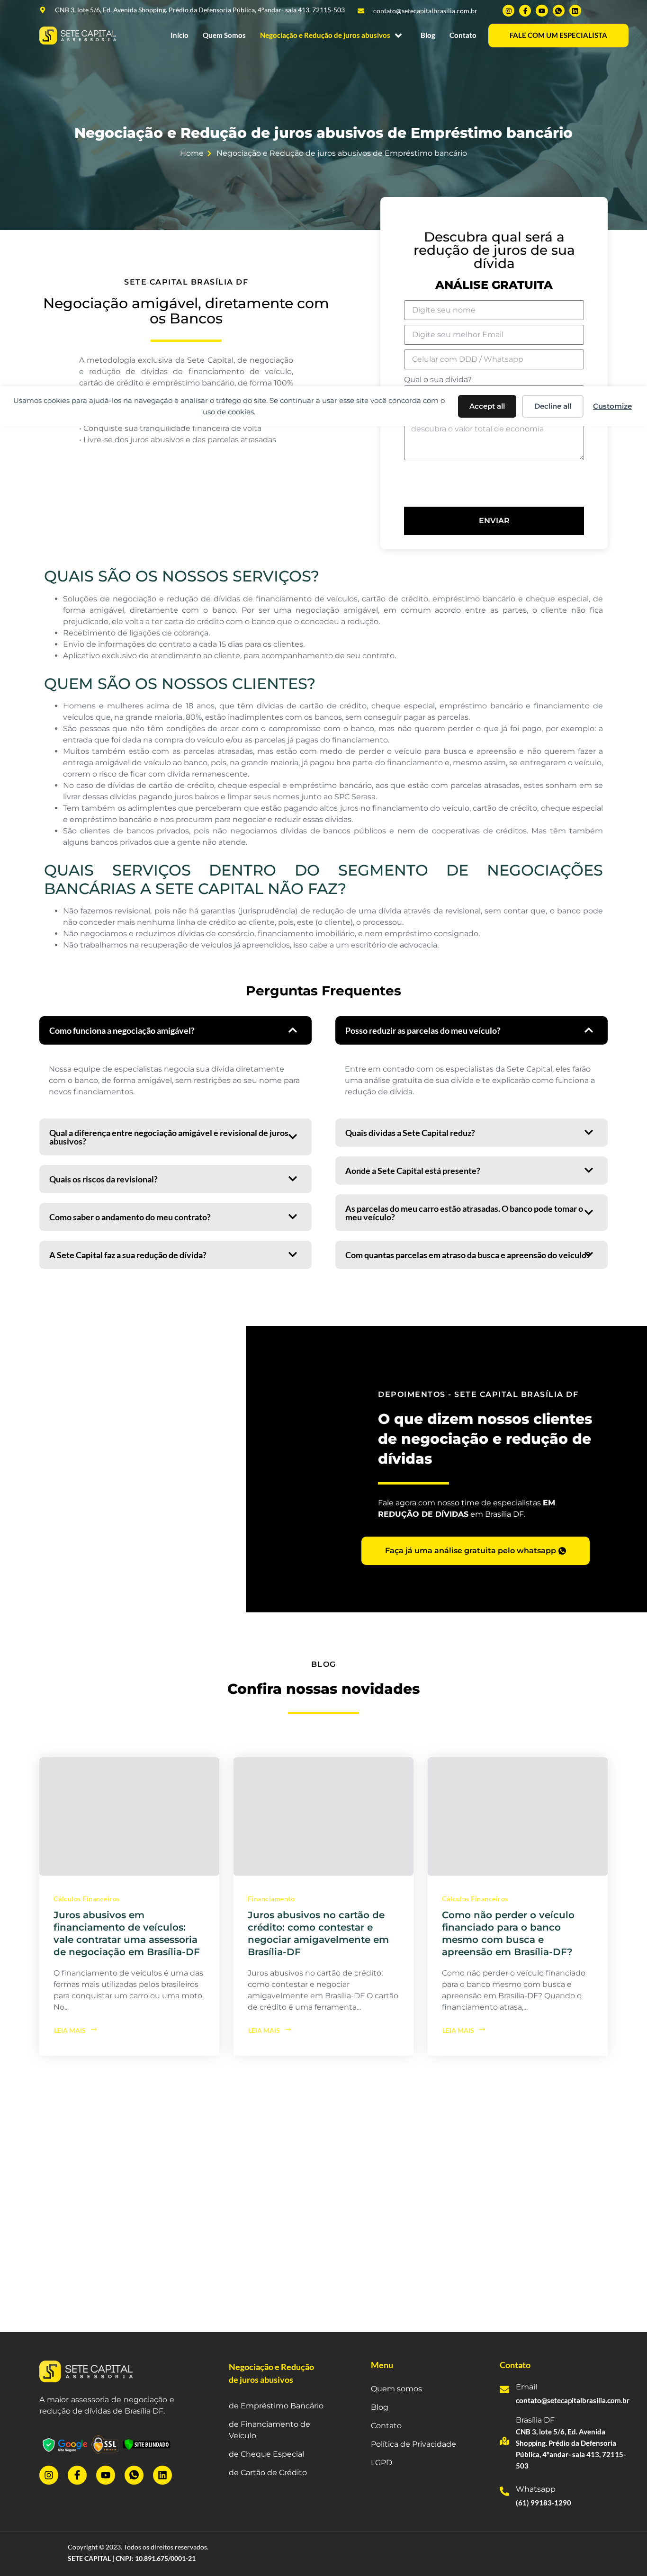 CNB 3, lote 5/6, Ed. Avenida Shopping. Prédio da Defensoria Pública, 4°andar- sala 413, 72115-503
contato@setecapitalbrasilia.com.br
SETE CAPITAL
ASSESSORIA
Início
Quem Somos
Negociação e Redução de juros abusivos
Blog
Contato
FALE COM UM ESPECIALISTA
Negociação e Redução de juros abusivos de Empréstimo bancário
Home
Negociação e Redução de juros abusivos de Empréstimo bancário
SETE CAPITAL BRASÍLIA DF
Negociação amigável, diretamente com
os Bancos
A metodologia exclusiva da Sete Capital, de negociação
e redução de dívidas de financiamento de veículo,
cartão de crédito e empréstimo bancário, de forma 100%
• Conquiste sua tranquilidade financeira de volta
• Livre-se dos juros abusivos e das parcelas atrasadas
Descubra qual será a
redução de juros de sua
dívida
ANÁLISE GRATUITA
Digite seu nome
Digite seu melhor Email
Celular com DDD / Whatsapp
Qual o sua dívida?
descubra o valor total de economia
ENVIAR
Usamos cookies para ajudá-los na navegação e analisar o tráfego do site. Se continuar a usar esse site você concordará com o
uso de cookies.
Accept all
Decline all
Customize
QUAIS SÃO OS NOSSOS SERVIÇOS?
Soluções de negociação e redução de dívidas de financiamento de veículos, cartão de crédito, empréstimo bancário e cheque especial, de
forma amigável, diretamente com o banco. Por ser uma negociação amigável, em comum acordo entre as partes, o cliente não fica
prejudicado, ele volta a ter carta de crédito com o banco que o concedeu a redução.
Recebimento de ligações de cobrança.
Envio de informações do contrato a cada 15 dias para os clientes.
Aplicativo exclusivo de atendimento ao cliente, para acompanhamento de seu contrato.
QUEM SÃO OS NOSSOS CLIENTES?
Homens e mulheres acima de 18 anos, que têm dívidas de cartão de crédito, cheque especial, empréstimo bancário e financiamento de
veículos que, na grande maioria, 80%, estão inadimplentes com os bancos, sem conseguir pagar as parcelas.
São pessoas que não têm condições de arcar com o compromisso com o banco, mas não querem perder o que já foi pago, por exemplo: a
entrada que foi dada na compra do veículo e/ou as parcelas já pagas do financiamento.
Muitos também estão com as parcelas atrasadas, mas estão com medo de perder o veículo para busca e apreensão e não querem fazer a
entrega amigável do veículo ao banco, pois, na grande maioria, já pagou boa parte do financiamento e, mesmo assim, se entregarem o veículo,
correm o risco de ficar com dívida remanescente.
No caso de dívidas de cartão de crédito, cheque especial e empréstimo bancário, aos que estão com parcelas atrasadas, estes sonham em se
livrar dessas dívidas pagando juros baixos e limpar seus nomes junto ao SPC Serasa.
Tem também os adimplentes que perceberam que estão pagando altos juros no financiamento do veículo, cartão de crédito, cheque especial
e empréstimo bancário e nos procuram para negociar e reduzir essas dívidas.
São clientes de bancos privados, pois não negociamos dívidas de bancos públicos e nem de cooperativas de créditos. Mas têm também
alguns bancos privados que a gente não atende.
QUAIS SERVIÇOS DENTRO DO SEGMENTO DE NEGOCIAÇÕES
BANCÁRIAS A SETE CAPITAL NÃO FAZ?
Não fazemos revisional, pois não há garantias (jurisprudência) de redução de uma dívida através da revisional, sem contar que, o banco pode
não conceder mais nenhuma linha de crédito ao cliente, pois, este (o cliente), o processou.
Não negociamos e reduzimos dívidas de consórcio, financiamento imobiliário, e nem empréstimo consignado.
Não trabalhamos na recuperação de veículos já apreendidos, isso cabe a um escritório de advocacia.
Perguntas Frequentes
Como funciona a negociação amigável?
Nossa equipe de especialistas negocia sua dívida diretamente
com o banco, de forma amigável, sem restrições ao seu nome para
novos financiamentos.
Qual a diferença entre negociação amigável e revisional de juros
abusivos?
Quais os riscos da revisional?
Como saber o andamento do meu contrato?
A Sete Capital faz a sua redução de dívida?
Posso reduzir as parcelas do meu veículo?
Entre em contado com os especialistas da Sete Capital, eles farão
uma análise gratuita de sua dívida e te explicarão como funciona a
redução de dívida.
Quais dívidas a Sete Capital reduz?
Aonde a Sete Capital está presente?
As parcelas do meu carro estão atrasadas. O banco pode tomar o
meu veículo?
Com quantas parcelas em atraso da busca e apreensão do veículo?
DEPOIMENTOS - SETE CAPITAL BRASÍLIA DF
O que dizem nossos clientes
de negociação e redução de
dívidas
Fale agora com nosso time de especialistas EM
REDUÇÃO DE DÍVIDAS em Brasília DF.
Faça já uma análise gratuita pelo whatsapp
BLOG
Confira nossas novidades
Cálculos Financeiros
Juros abusivos em
financiamento de veículos:
vale contratar uma assessoria
de negociação em Brasília-DF
O financiamento de veículos é uma das
formas mais utilizadas pelos brasileiros
para conquistar um carro ou uma moto.
No...
LEIA MAIS
Financiamento
Juros abusivos no cartão de
crédito: como contestar e
negociar amigavelmente em
Brasília-DF
Juros abusivos no cartão de crédito:
como contestar e negociar
amigavelmente em Brasília-DF O cartão
de crédito é uma ferramenta...
LEIA MAIS
Cálculos Financeiros
Como não perder o veículo
financiado para o banco
mesmo com busca e
apreensão em Brasília-DF?
Como não perder o veículo financiado
para o banco mesmo com busca e
apreensão em Brasília-DF? Quando o
financiamento atrasa,...
LEIA MAIS
SETE CAPITAL
ASSESSORIA
A maior assessoria de negociação e
redução de dívidas de Brasília DF.
Google
Site Seguro
SSL
SITE BLINDADO
Negociação e Redução
de juros abusivos
de Empréstimo Bancário
de Financiamento de
Veículo
de Cheque Especial
de Cartão de Crédito
Menu
Quem somos
Blog
Contato
Política de Privacidade
LGPD
Contato
Email
contato@setecapitalbrasilia.com.br
Brasília DF
CNB 3, lote 5/6, Ed. Avenida
Shopping. Prédio da Defensoria
Pública, 4°andar- sala 413, 72115-
503
Whatsapp
(61) 99183-1290
Copyright © 2023. Todos os direitos reservados.
SETE CAPITAL | CNPJ: 10.891.675/0001-21